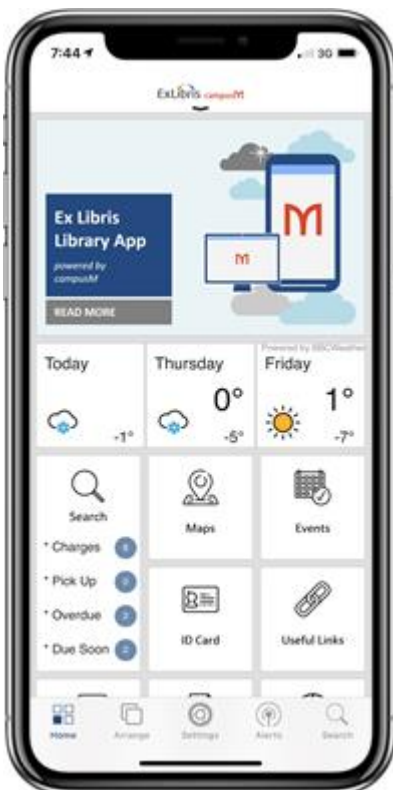 7:44
3G
ExLibris campusM
Ex Libris
Library App
powered by
campusM
READ MORE
M
M
Powered by BBCWeather
Today
Thursday
Friday
-1°
0°
-5°
1°
-7°
Search
Maps
Events
* Charges
* Pick Up
* Overdue
* Due Soon
ID Card
Useful Links
Home
Arrange
Settings
Alerts
Search